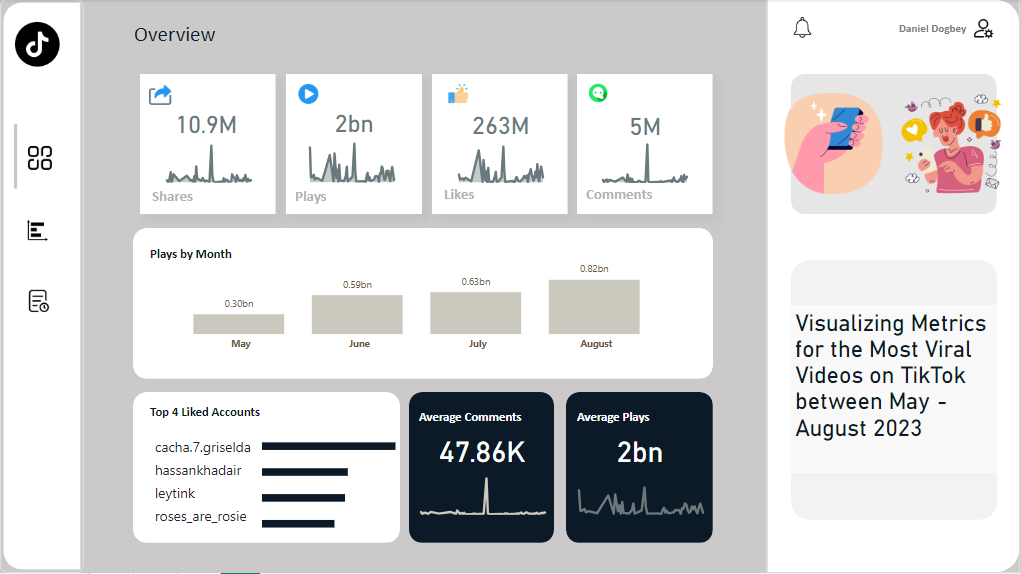 Overview
Daniel Dogbey
10.9M
Shares
2bn
Plays
263M
Likes
5M
Comments
Plays by Month
0.30bn
0.59bn
0.63bn
0.82bn
May
June
July
August
Top 4 Liked Accounts
cacha.7.griselda
hassankhadair
leytink
roses_are_rosie
Average Comments
47.86K
Average Plays
2bn
Visualizing Metrics
for the Most Viral
Videos on TikTok
between May -
August 2023